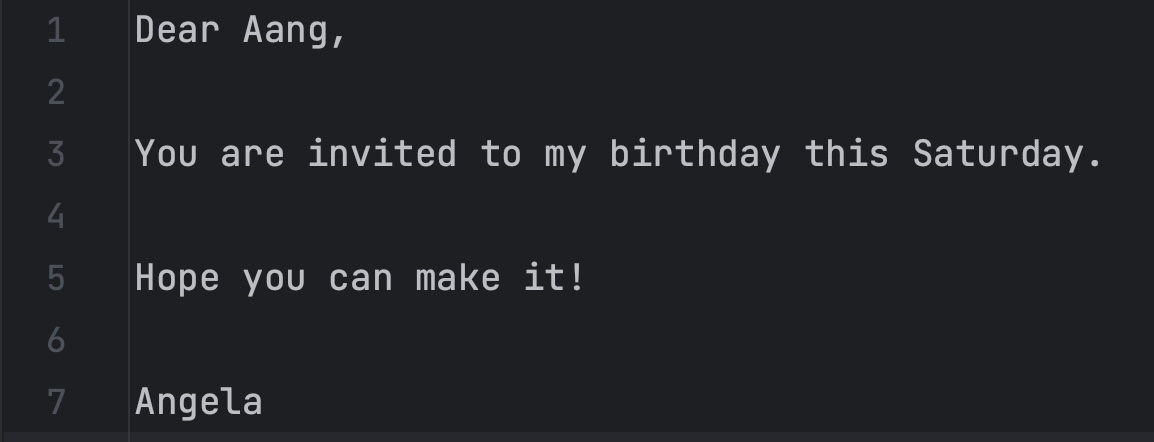 1 Dear Aang,
2
3 You are invited to my birthday this Saturday.
4
5 Hope you can make it!
6
7 Angela